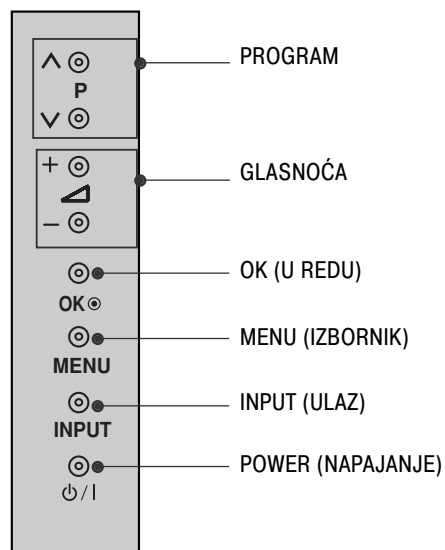 ∧ PROGRAM
P
∨
+ GLASNOĆA
−
OK (U REDU)
OK
MENU (IZBORNIK)
MENU
INPUT (ULAZ)
INPUT
POWER (NAPAJANJE)
⏻/I